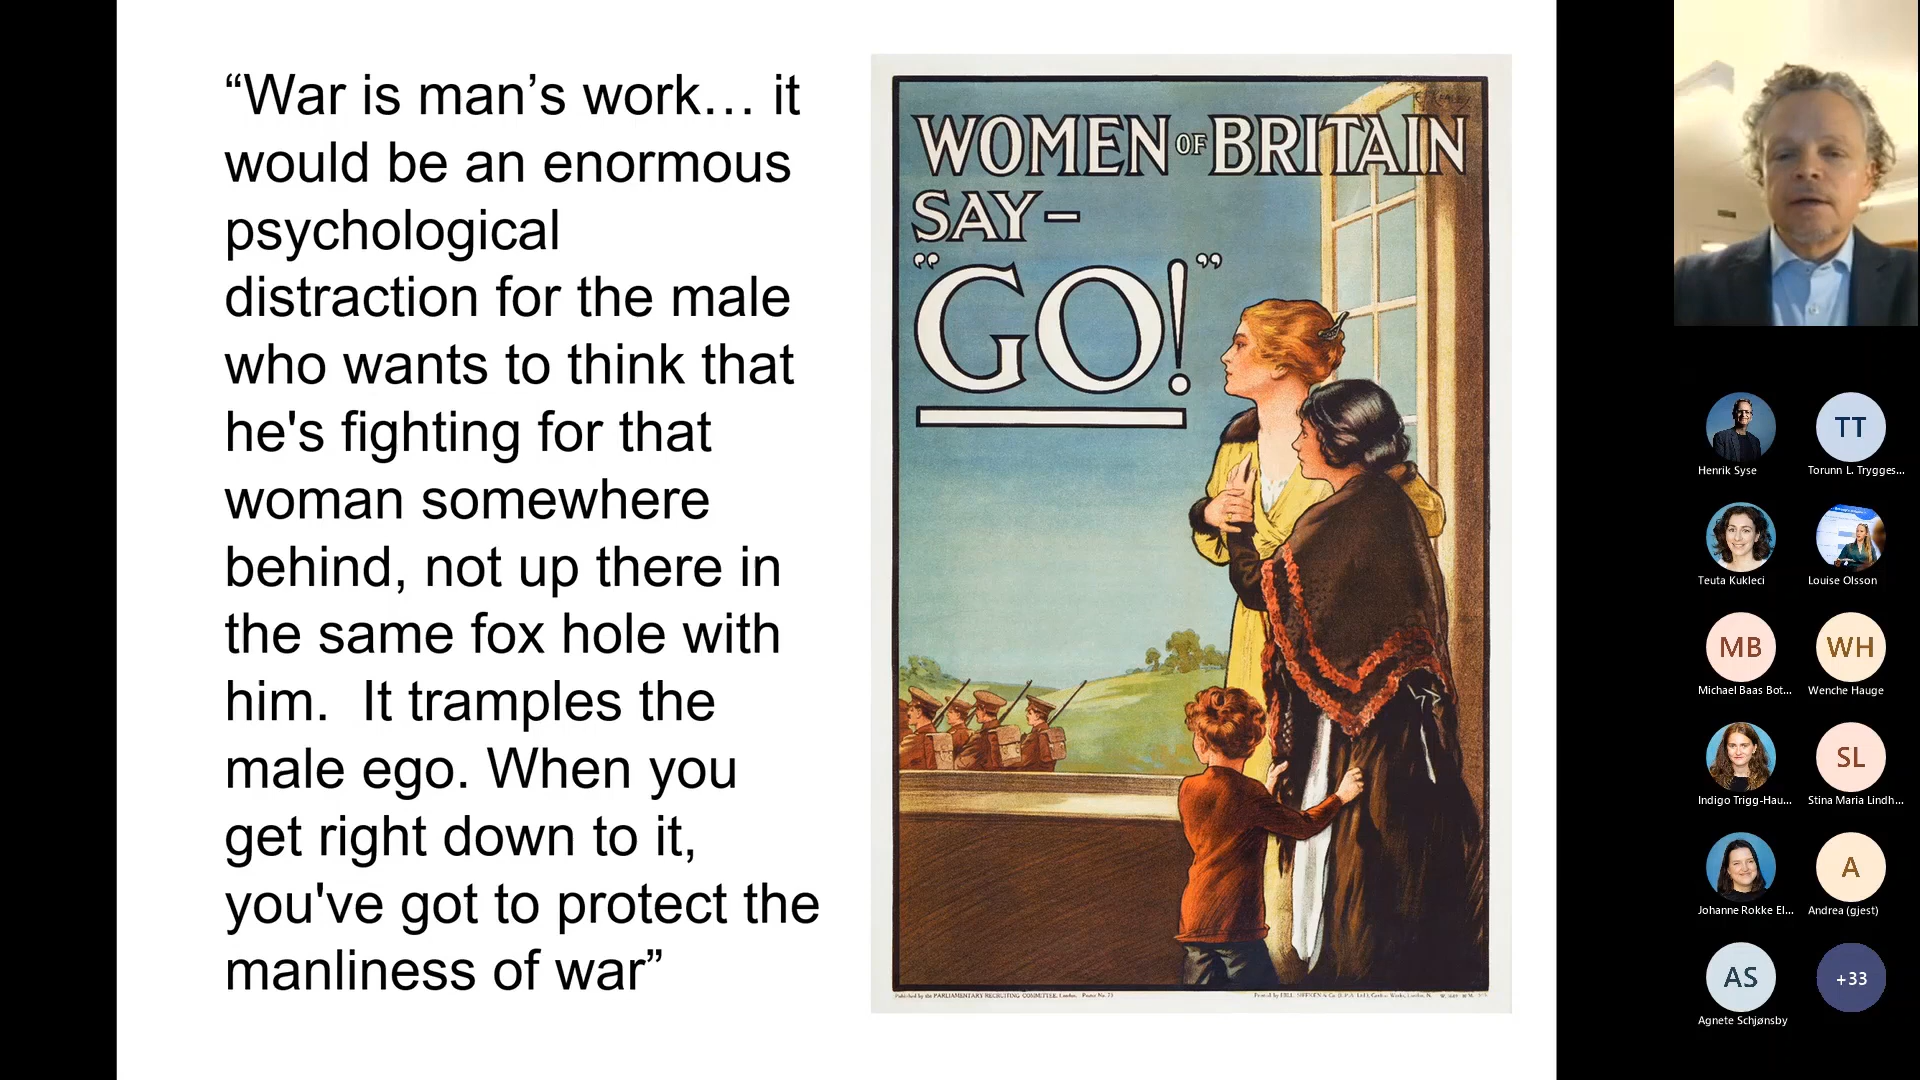 “War is man’s work… it
would be an enormous
psychological
distraction for the male
who wants to think that
he's fighting for that
woman somewhere
behind, not up there in
the same fox hole with
him.  It tramples the
male ego. When you
get right down to it,
you've got to protect the
manliness of war”
WOMEN OF BRITAIN
SAY –
“GO!”
Published by the PARLIAMENTARY RECRUITING COMMITTEE, London. Poster No. 75
Henrik Syse
TT
Torunn L. Trygges...
Teuta Kukleci
Louise Olsson
MB
Michael Baas Bot...
WH
Wenche Hauge
Indigo Trigg-Hau...
SL
Stina Maria Lindh...
Johanne Rokke El...
A
Andrea (gjest)
AS
Agnete Schjønsby
+33